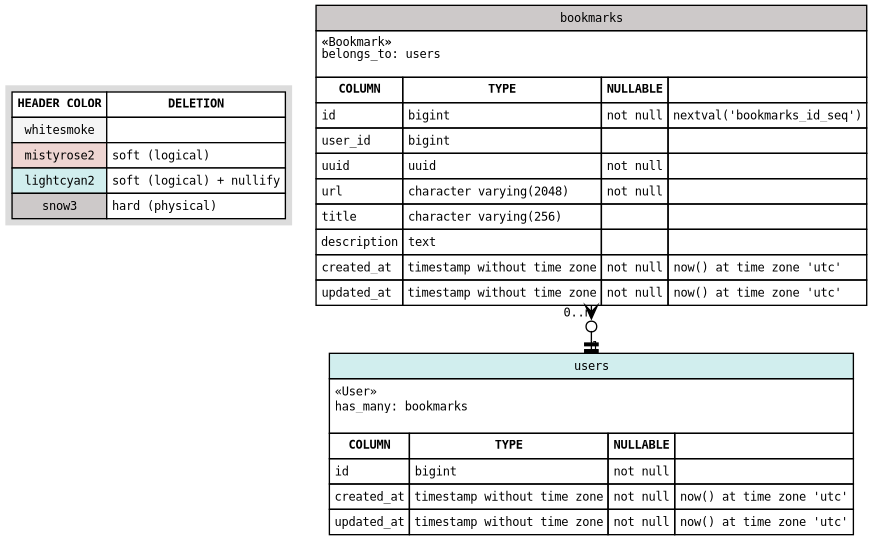 bookmarks
«Bookmark»
belongs_to: users
COLUMN TYPE NULLABLE
id bigint not null nextval('bookmarks_id_seq')
user_id bigint
uuid uuid not null
url character varying(2048) not null
title character varying(256)
description text
created_at timestamp without time zone not null now() at time zone 'utc'
updated_at timestamp without time zone not null now() at time zone 'utc'
HEADER COLOR DELETION
whitesmoke
mistyrose2 soft (logical)
lightcyan2 soft (logical) + nullify
snow3 hard (physical)
0..N
1
users
«User»
has_many: bookmarks
COLUMN TYPE NULLABLE
id bigint not null
created_at timestamp without time zone not null now() at time zone 'utc'
updated_at timestamp without time zone not null now() at time zone 'utc'